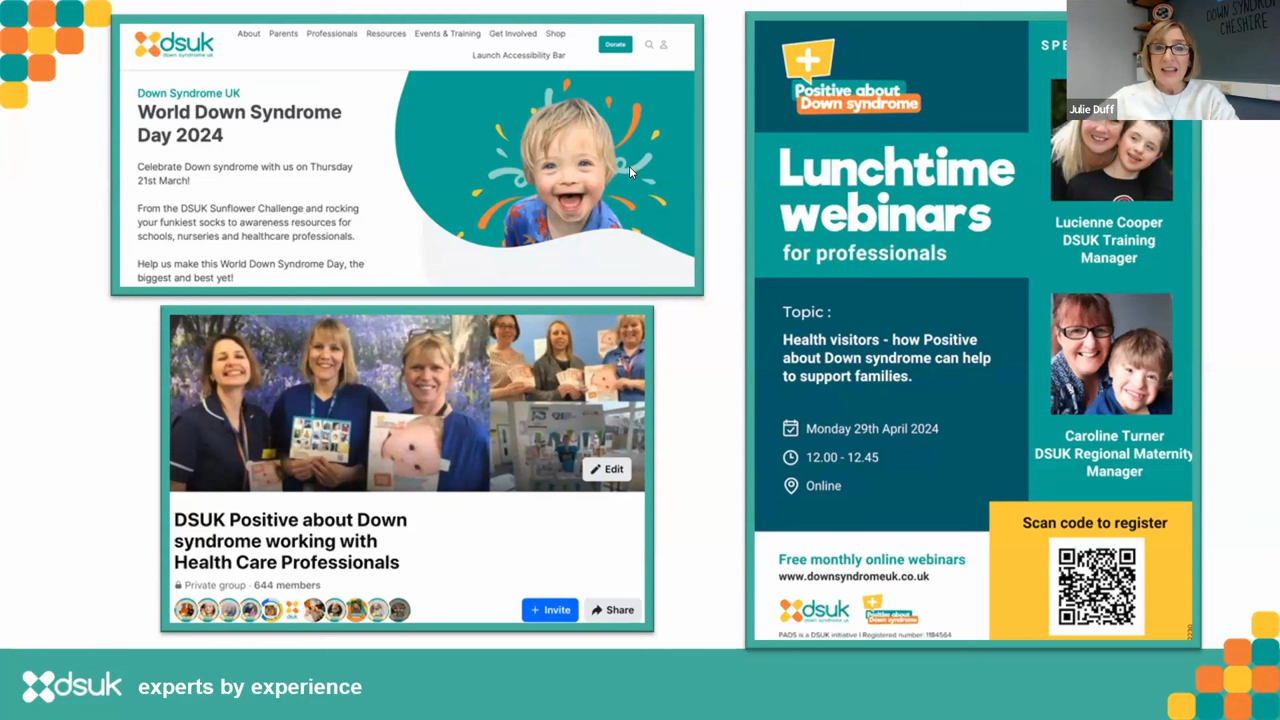 dsuk
down syndrome uk
About Parents Professionals Resources Events & Training Get Involved Shop
Launch Accessibility Bar
Donate
Down Syndrome UK
World Down Syndrome
Day 2024
Celebrate Down syndrome with us on Thursday
21st March!
From the DSUK Sunflower Challenge and rocking
your funkiest socks to awareness resources for
schools, nurseries and healthcare professionals.
Help us make this World Down Syndrome Day, the
biggest and best yet!
Edit
DSUK Positive about Down
syndrome working with
Health Care Professionals
Private group · 644 members
+ Invite
Share
Positive about
Down syndrome
SPE
Lunchtime
webinars
for professionals
Topic :
Health visitors - how Positive
about Down syndrome can help
to support families.
Monday 29th April 2024
12.00 - 12.45
Online
Free monthly online webinars
www.downsyndromeuk.co.uk
dsuk
down syndrome uk
Positive about
Down syndrome
PADS is a DSUK initiative I Registered number: 1184564
DOWN SYNDRO
CHESHIRE
Julie Duff
Lucienne Cooper
DSUK Training
Manager
Caroline Turner
DSUK Regional Maternity
Manager
Scan code to register
dsuk experts by experience